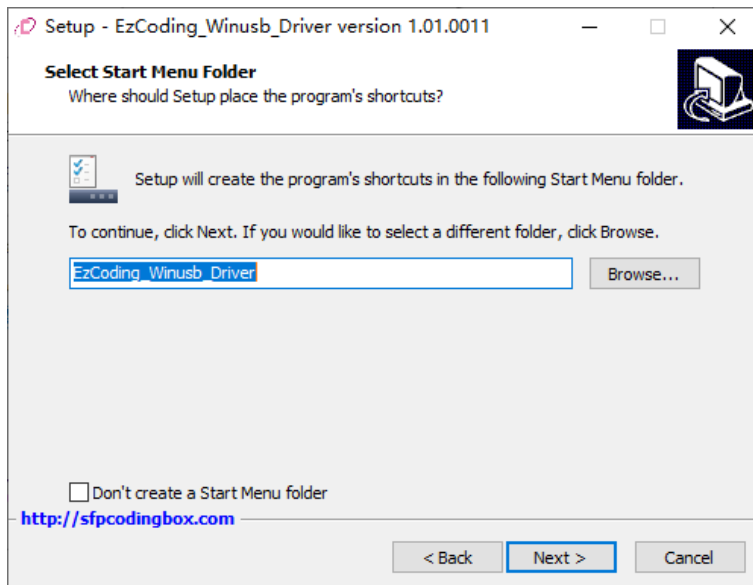 Setup - EzCoding_Winusb_Driver version 1.01.0011
Select Start Menu Folder
Where should Setup place the program's shortcuts?
Setup will create the program's shortcuts in the following Start Menu folder.
To continue, click Next. If you would like to select a different folder, click Browse.
EzCoding_Winusb_Driver
Browse...
Don't create a Start Menu folder
http://sfpcodingbox.com
< Back
Next >
Cancel